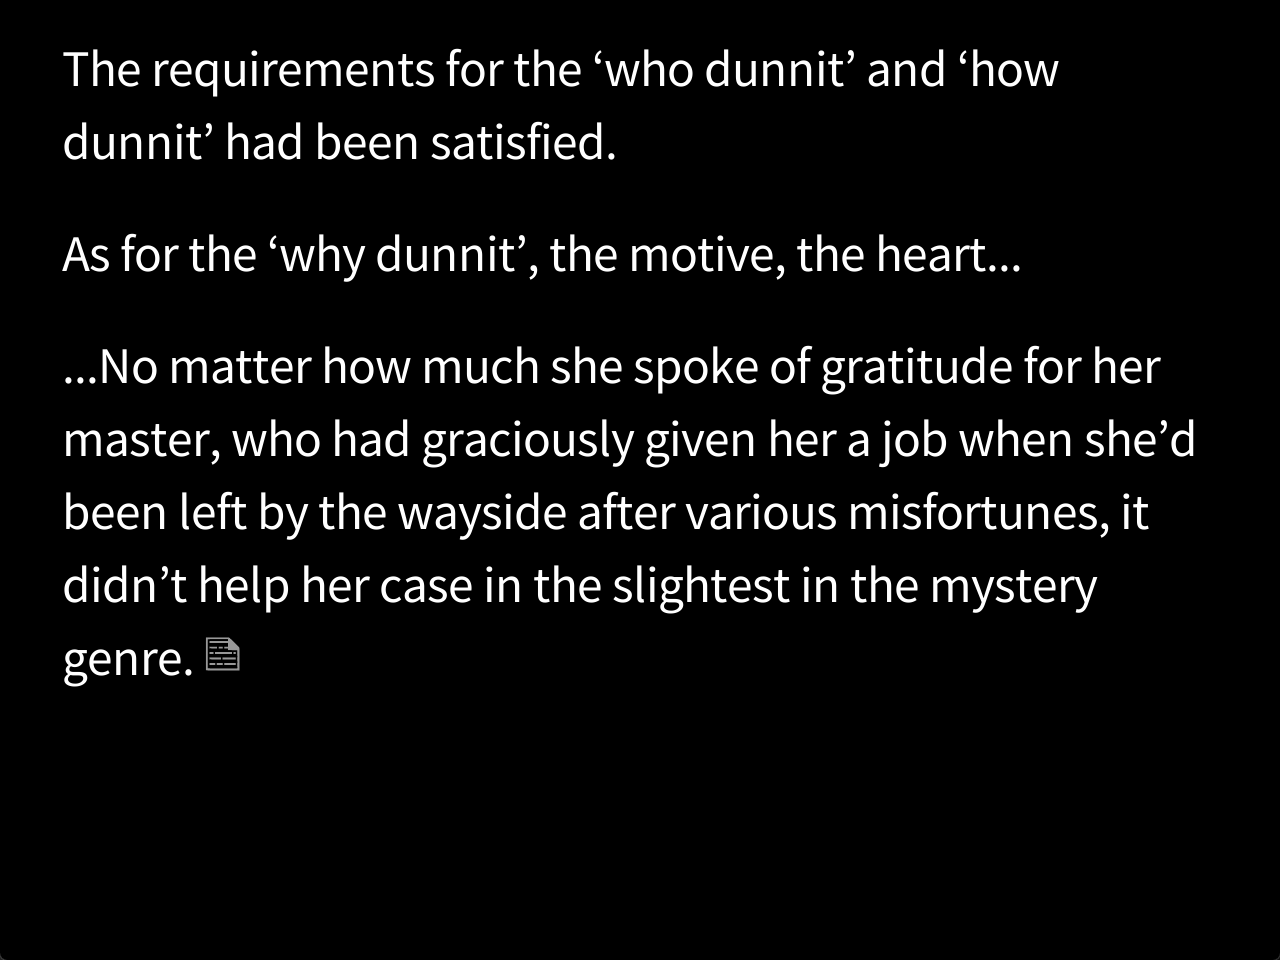 The requirements for the ‘who dunnit’ and ‘how
dunnit’ had been satisfied.
As for the ‘why dunnit’, the motive, the heart...
...No matter how much she spoke of gratitude for her
master, who had graciously given her a job when she’d
been left by the wayside after various misfortunes, it
didn’t help her case in the slightest in the mystery
genre.